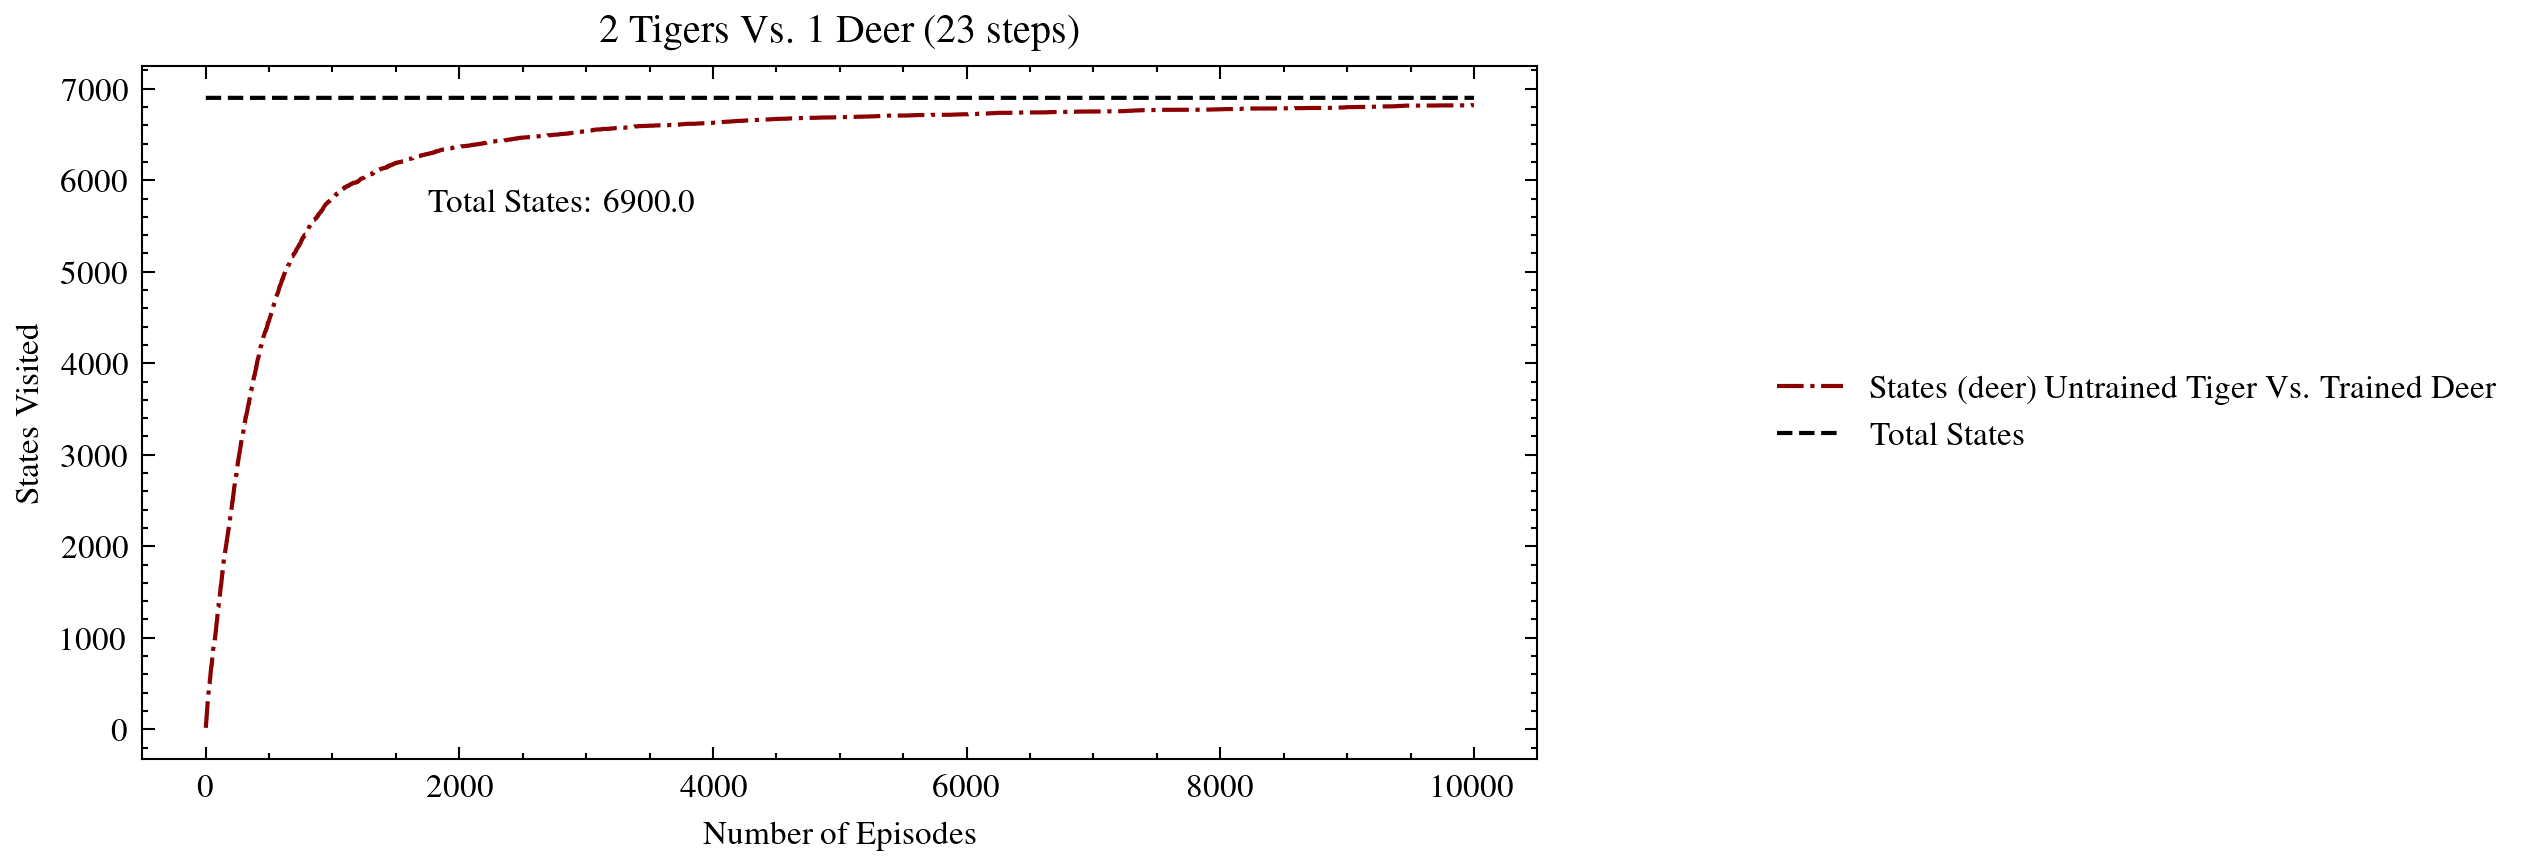 2 Tigers Vs. 1 Deer (23 steps)
7000
6000
5000
4000
3000
2000
1000
0
States Visited
Total States: 6900.0
0 2000 4000 6000 8000 10000
Number of Episodes
States (deer) Untrained Tiger Vs. Trained Deer
Total States